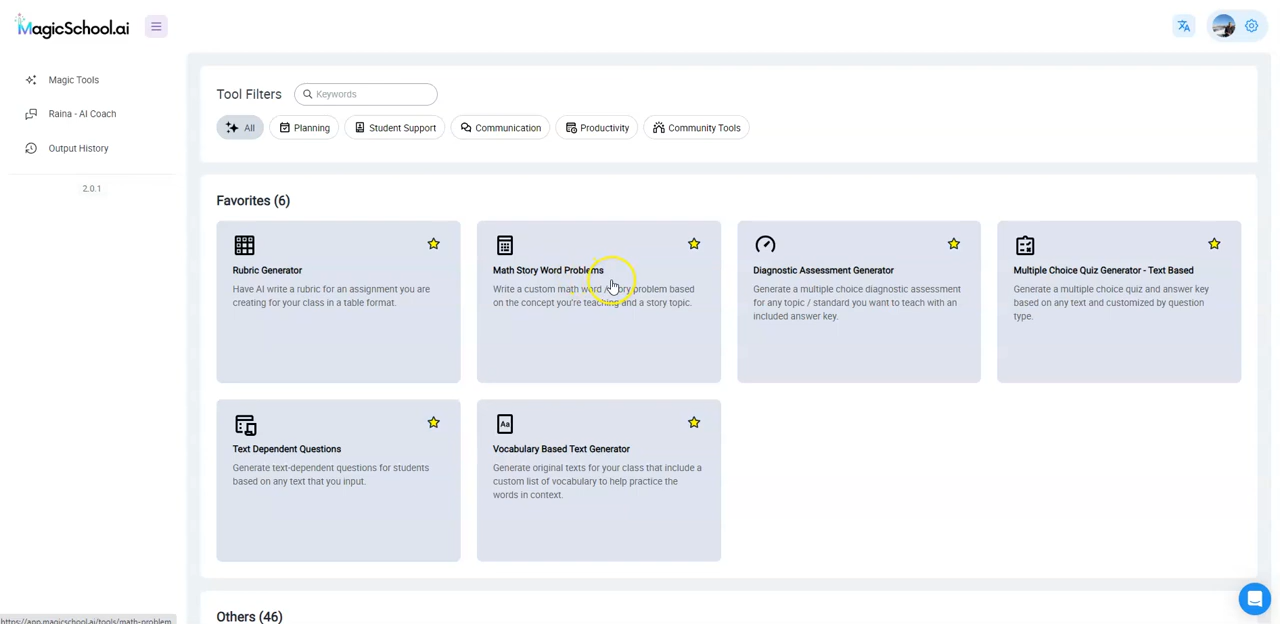 MagicSchool.ai
Magic Tools
Raina - AI Coach
Output History
2.0.1
Tool Filters
Keywords
All
Planning
Student Support
Communication
Productivity
Community Tools
Favorites (6)
Rubric Generator
Have AI write a rubric for an assignment you are
creating for your class in a table format.
Math Story Word Problems
Write a custom math word / story problem based
on the concept you're teaching and a story topic.
Diagnostic Assessment Generator
Generate a multiple choice diagnostic assessment
for any topic / standard you want to teach with an
included answer key.
Multiple Choice Quiz Generator - Text Based
Generate a multiple choice quiz and answer key
based on any text and customized by question
type.
Text Dependent Questions
Generate text-dependent questions for students
based on any text that you input.
Aa
Vocabulary Based Text Generator
Generate original texts for your class that include a
custom list of vocabulary to help practice the
words in context.
Others (46)
https://app.magicschool.ai/tools/math-problem